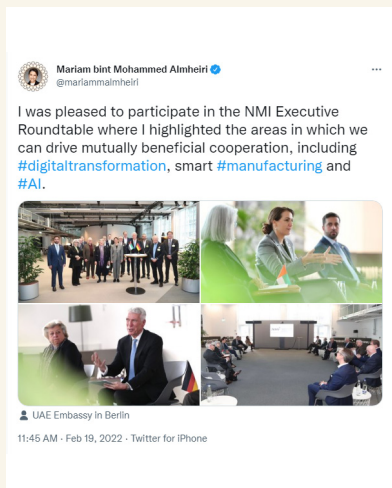 Mariam bint Mohammed Almheiri
@mariammalmheiri
I was pleased to participate in the NMI Executive
Roundtable where I highlighted the areas in which we
can drive mutually beneficial cooperation, including
#digitaltransformation, smart #manufacturing and
#AI.
UAE Embassy in Berlin
11:45 AM · Feb 19, 2022 · Twitter for iPhone